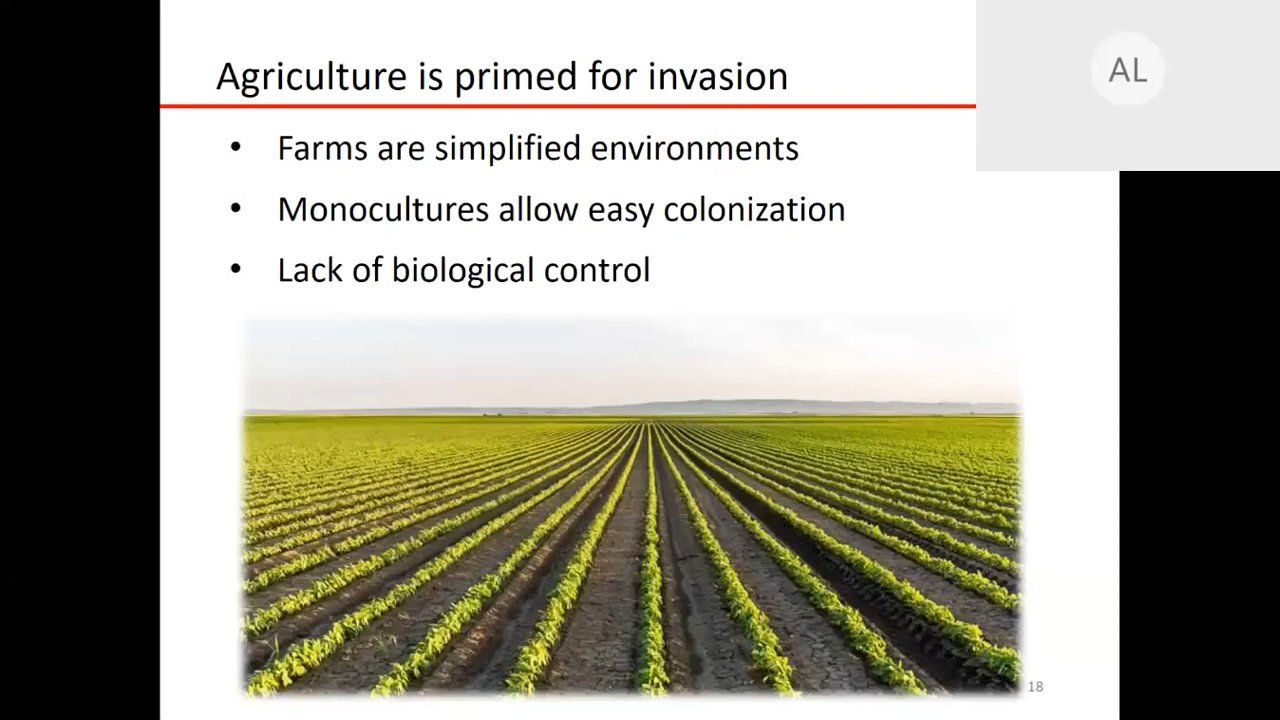 Agriculture is primed for invasion
AL
• Farms are simplified environments
• Monocultures allow easy colonization
• Lack of biological control
18